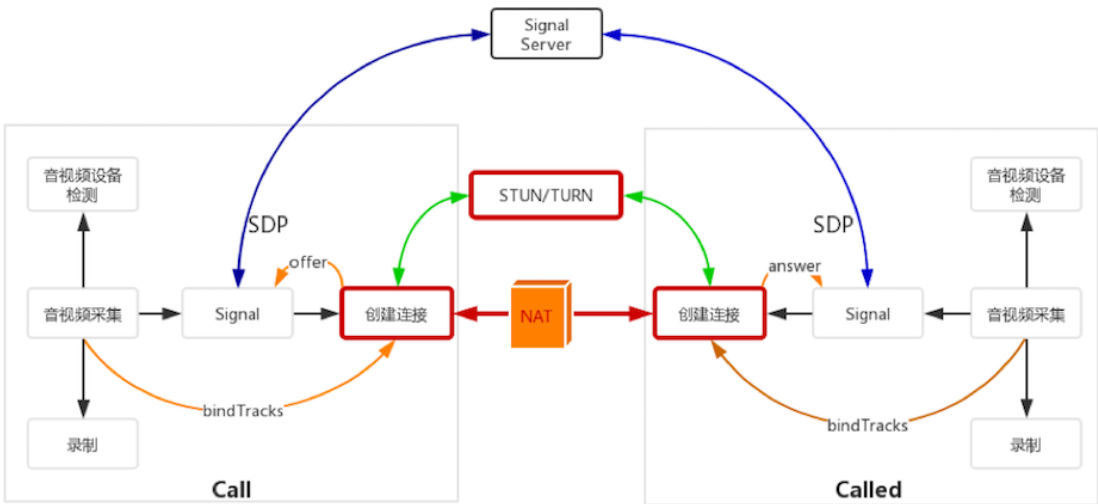 Signal
Server
音视频设备
检测
STUN/TURN
音视频设备
检测
SDP
SDP
offer
answer
音视频采集
Signal
创建连接
NAT
创建连接
Signal
音视频采集
bindTracks
bindTracks
录制
录制
Call
Called